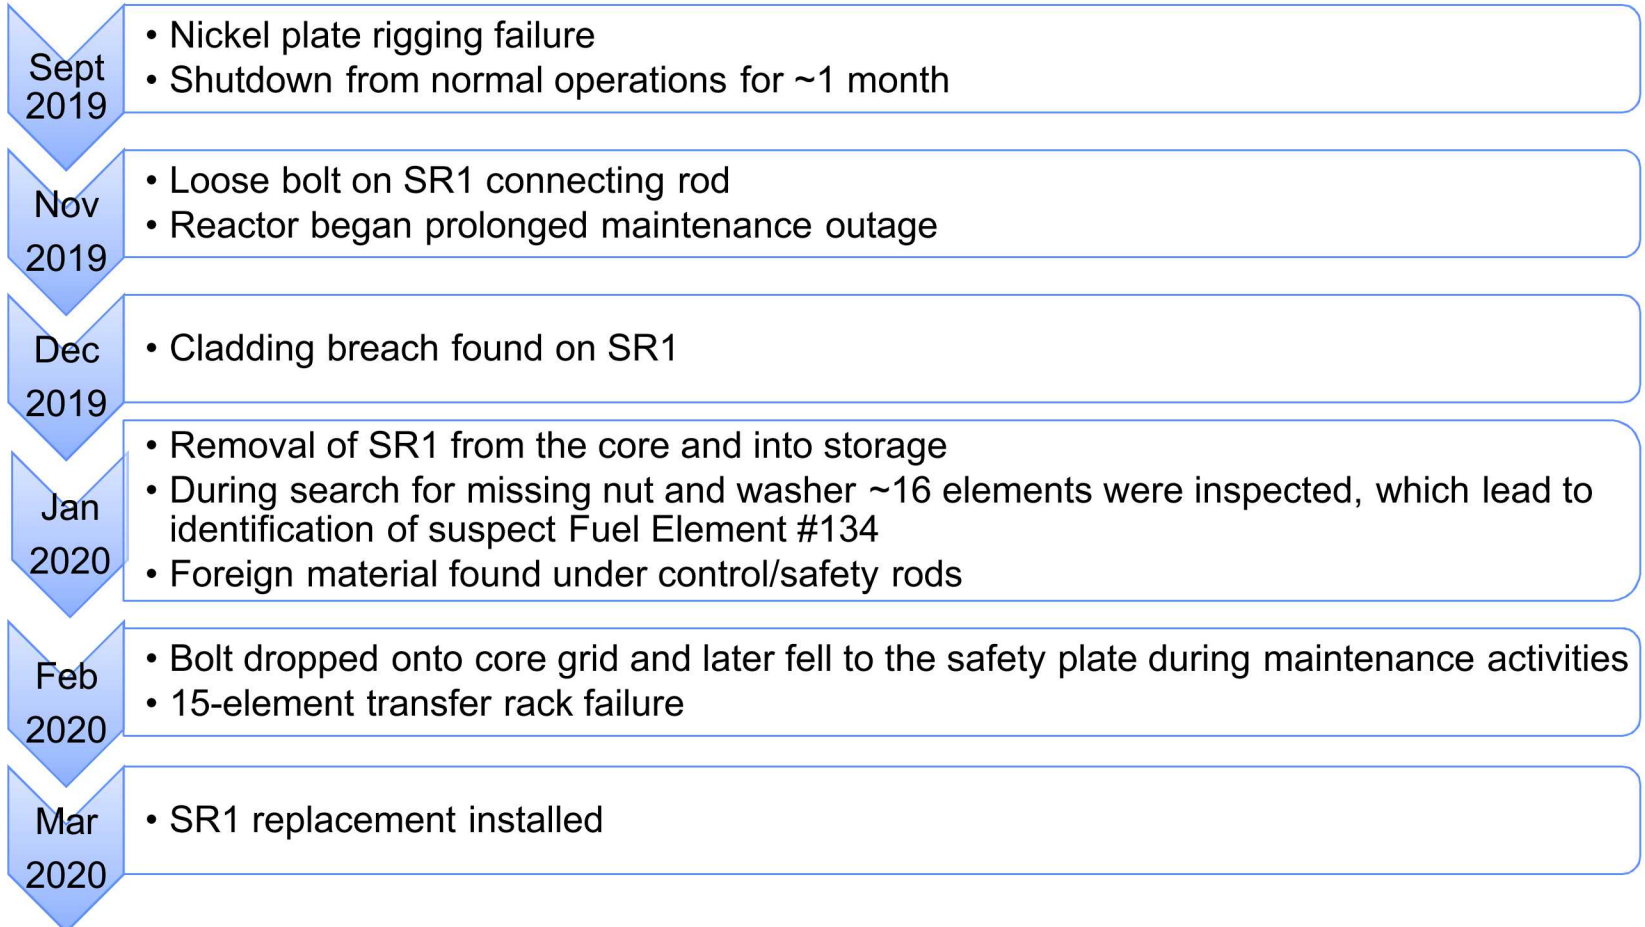 Sept
2019
• Nickel plate rigging failure
• Shutdown from normal operations for ~1 month
Nov
2019
• Loose bolt on SR1 connecting rod
• Reactor began prolonged maintenance outage
Dec
2019
• Cladding breach found on SR1
Jan
2020
• Removal of SR1 from the core and into storage
• During search for missing nut and washer ~16 elements were inspected, which lead to
identification of suspect Fuel Element #134
• Foreign material found under control/safety rods
Feb
2020
• Bolt dropped onto core grid and later fell to the safety plate during maintenance activities
• 15-element transfer rack failure
Mar
2020
• SR1 replacement installed